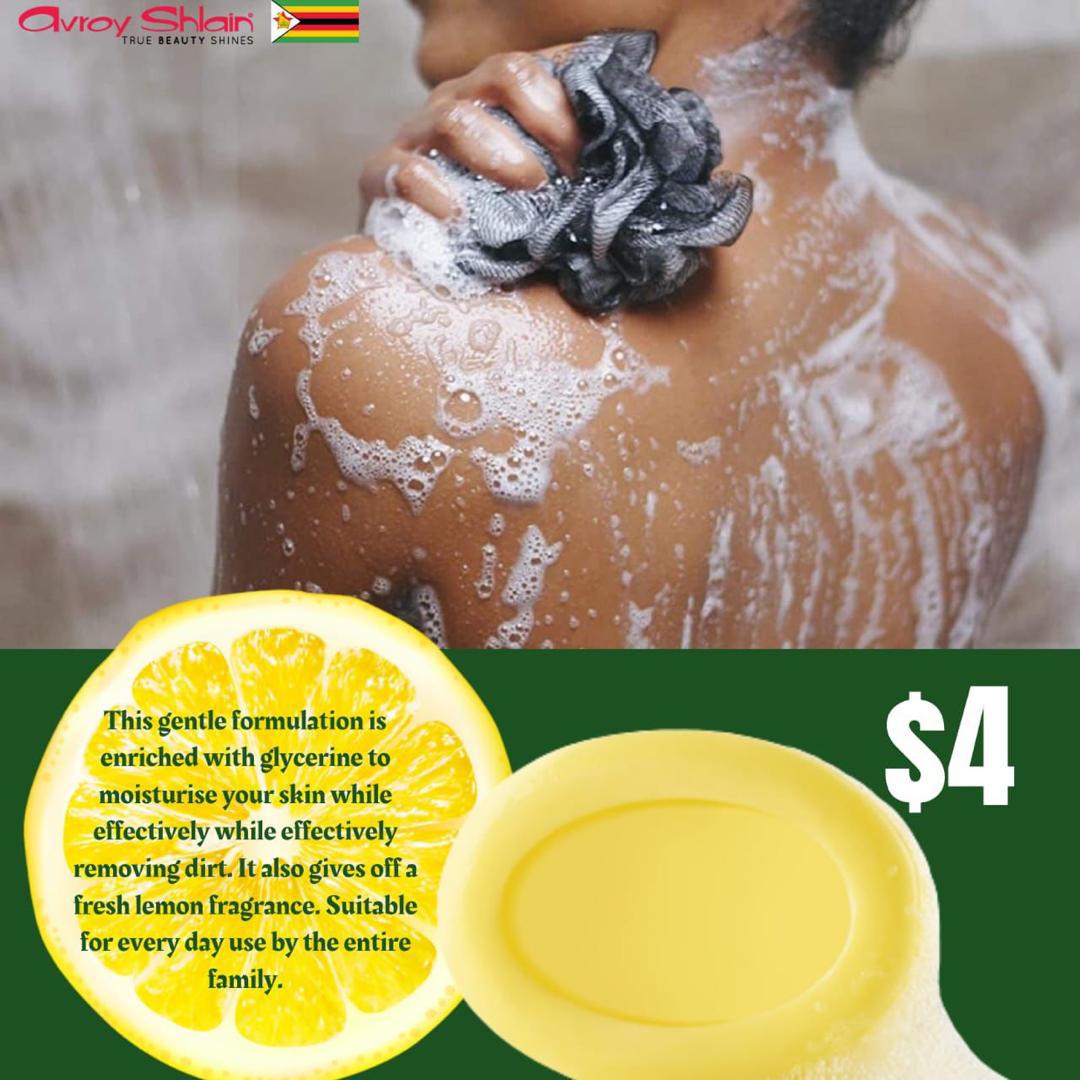 avroy Shlain®
TRUE BEAUTY SHINES
$4
This gentle formulation is
enriched with glycerine to
moisturise your skin while
effectively while effectively
removing dirt. It also gives off a
fresh lemon fragrance. Suitable
for every day use by the entire
family.